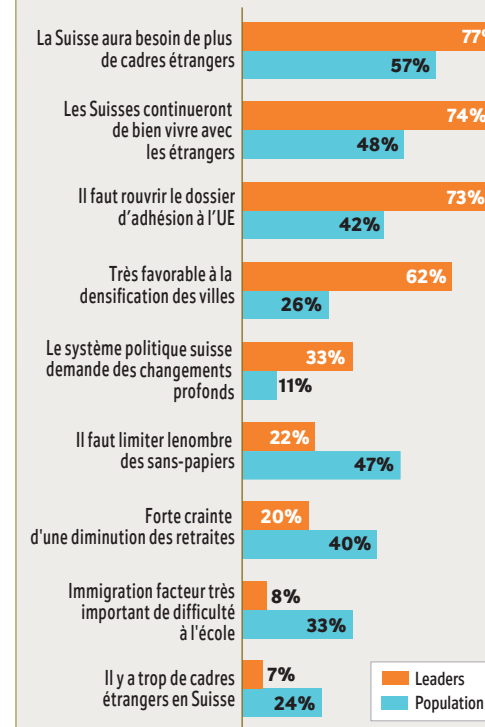 La Suisse aura besoin de plus
de cadres étrangers
77%
57%
Les Suisses continueront
de bien vivre avec
les étrangers
74%
48%
Il faut rouvrir le dossier
d’adhésion à l’UE
73%
42%
Très favorable à la
densification des villes
62%
26%
Le système politique suisse
demande des changements
profonds
33%
11%
Il faut limiter lenombre
des sans-papiers
22%
47%
Forte crainte
d'une diminution des retraites
20%
40%
Immigration facteur très
important de difficulté
à l'école
8%
33%
Il y a trop de cadres
étrangers en Suisse
7%
24%
Leaders
Population